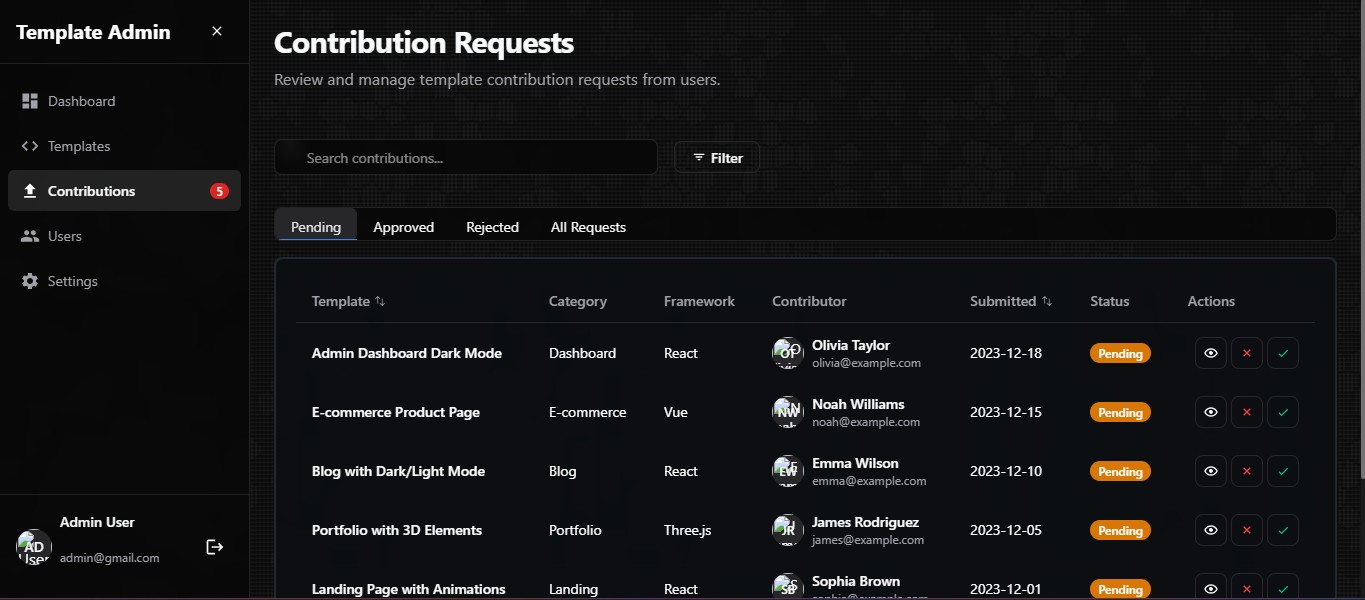 Template Admin
Dashboard
Templates
Contributions 5
Users
Settings
Admin User
admin@gmail.com
AD
User
Contribution Requests
Review and manage template contribution requests from users.
Search contributions...
Filter
Pending Approved Rejected All Requests
Template Category Framework Contributor Submitted Status Actions
Admin Dashboard Dark Mode Dashboard React OT Olivia Taylor 2023-12-18 Pending
olivia@example.com
E-commerce Product Page E-commerce Vue NW Noah Williams 2023-12-15 Pending
noah@example.com
Blog with Dark/Light Mode Blog React EW Emma Wilson 2023-12-10 Pending
emma@example.com
Portfolio with 3D Elements Portfolio Three.js JR James Rodriguez 2023-12-05 Pending
james@example.com
Landing Page with Animations Landing React SB Sophia Brown 2023-12-01 Pending
sophia@example.com